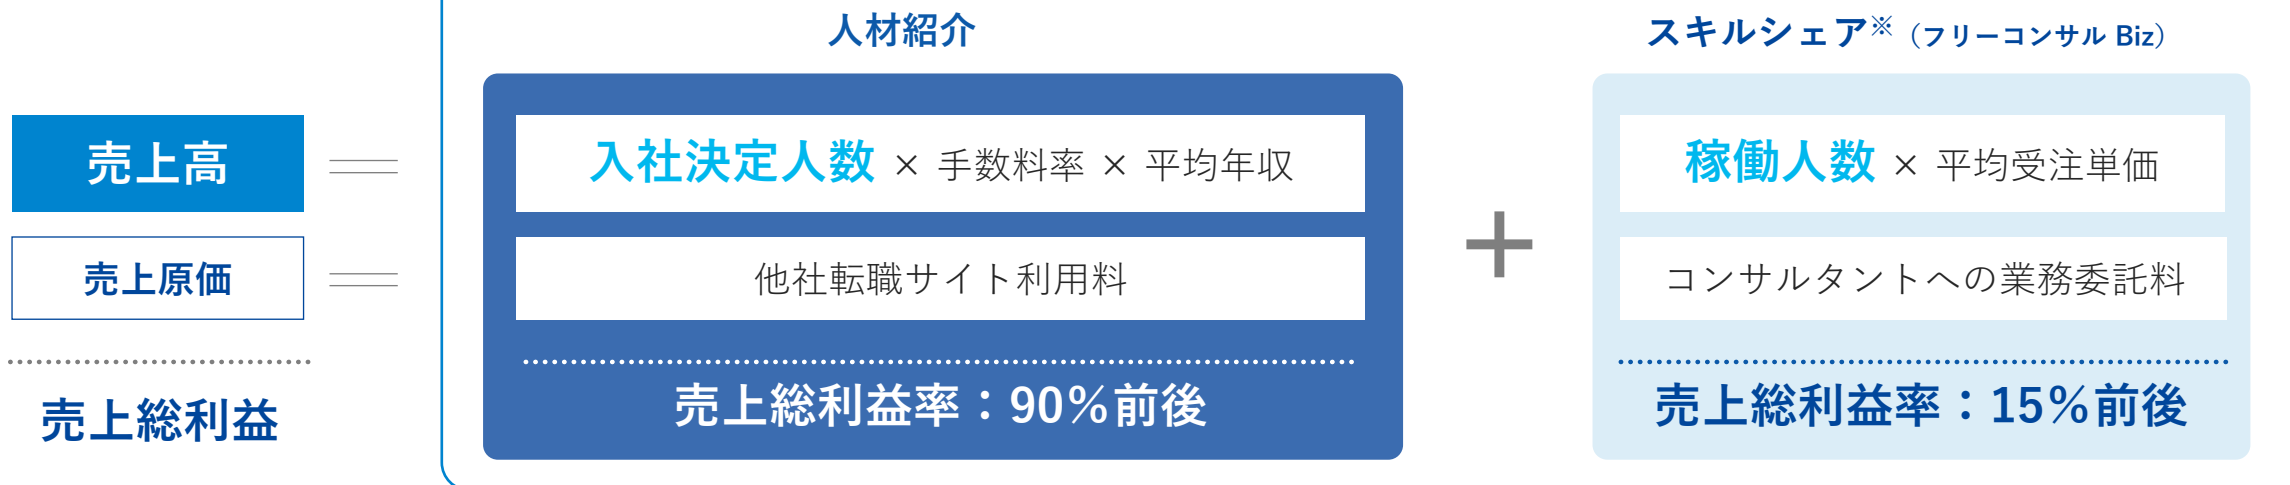 人材紹介
スキルシェア※（フリーコンサル Biz）
売上高
入社決定人数 × 手数料率 × 平均年収
稼働人数 × 平均受注単価
売上原価
他社転職サイト利用料
+
コンサルタントへの業務委託料
売上総利益
売上総利益率：90%前後
売上総利益率：15%前後